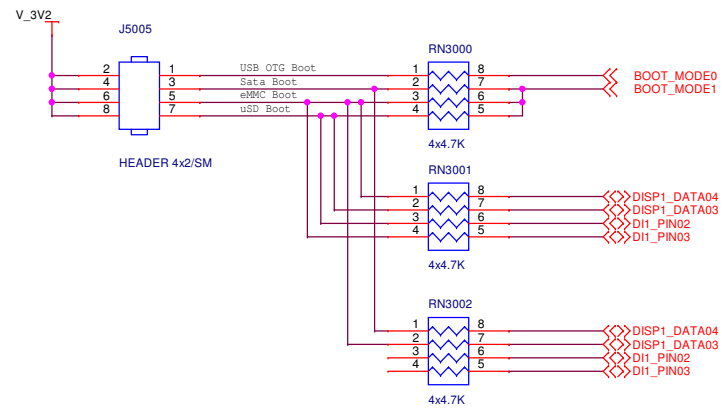 V_3V2
J5005
2 1 USB OTG Boot
4 3 Sata Boot
6 5 eMMC Boot
8 7 uSD Boot
HEADER 4x2/SM
RN3000
1 8 BOOT_MODE0
2 7 BOOT_MODE1
3 6
4 5
4x4.7K
RN3001
1 8 DISP1_DATA04
2 7 DISP1_DATA03
3 6 DI1_PIN02
4 5 DI1_PIN03
4x4.7K
RN3002
1 8 DISP1_DATA04
2 7 DISP1_DATA03
3 6 DI1_PIN02
4 5 DI1_PIN03
4x4.7K